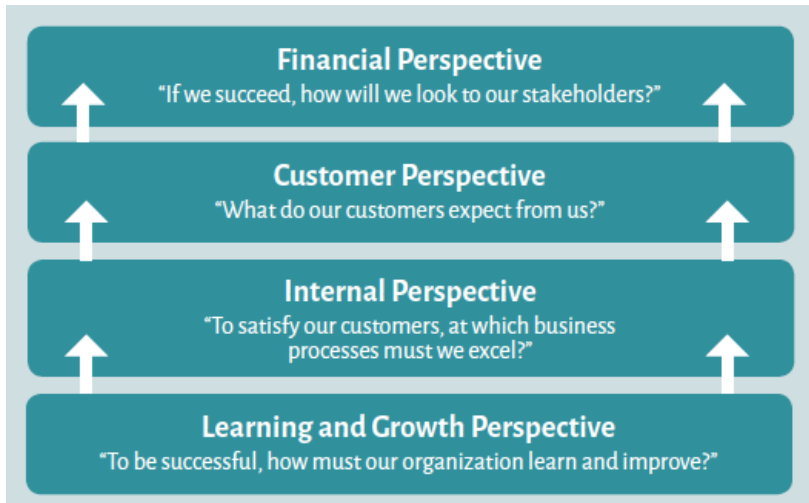 Financial Perspective
“If we succeed, how will we look to our stakeholders?”
Customer Perspective
“What do our customers expect from us?”
Internal Perspective
“To satisfy our customers, at which business
processes must we excel?”
Learning and Growth Perspective
“To be successful, how must our organization learn and improve?”